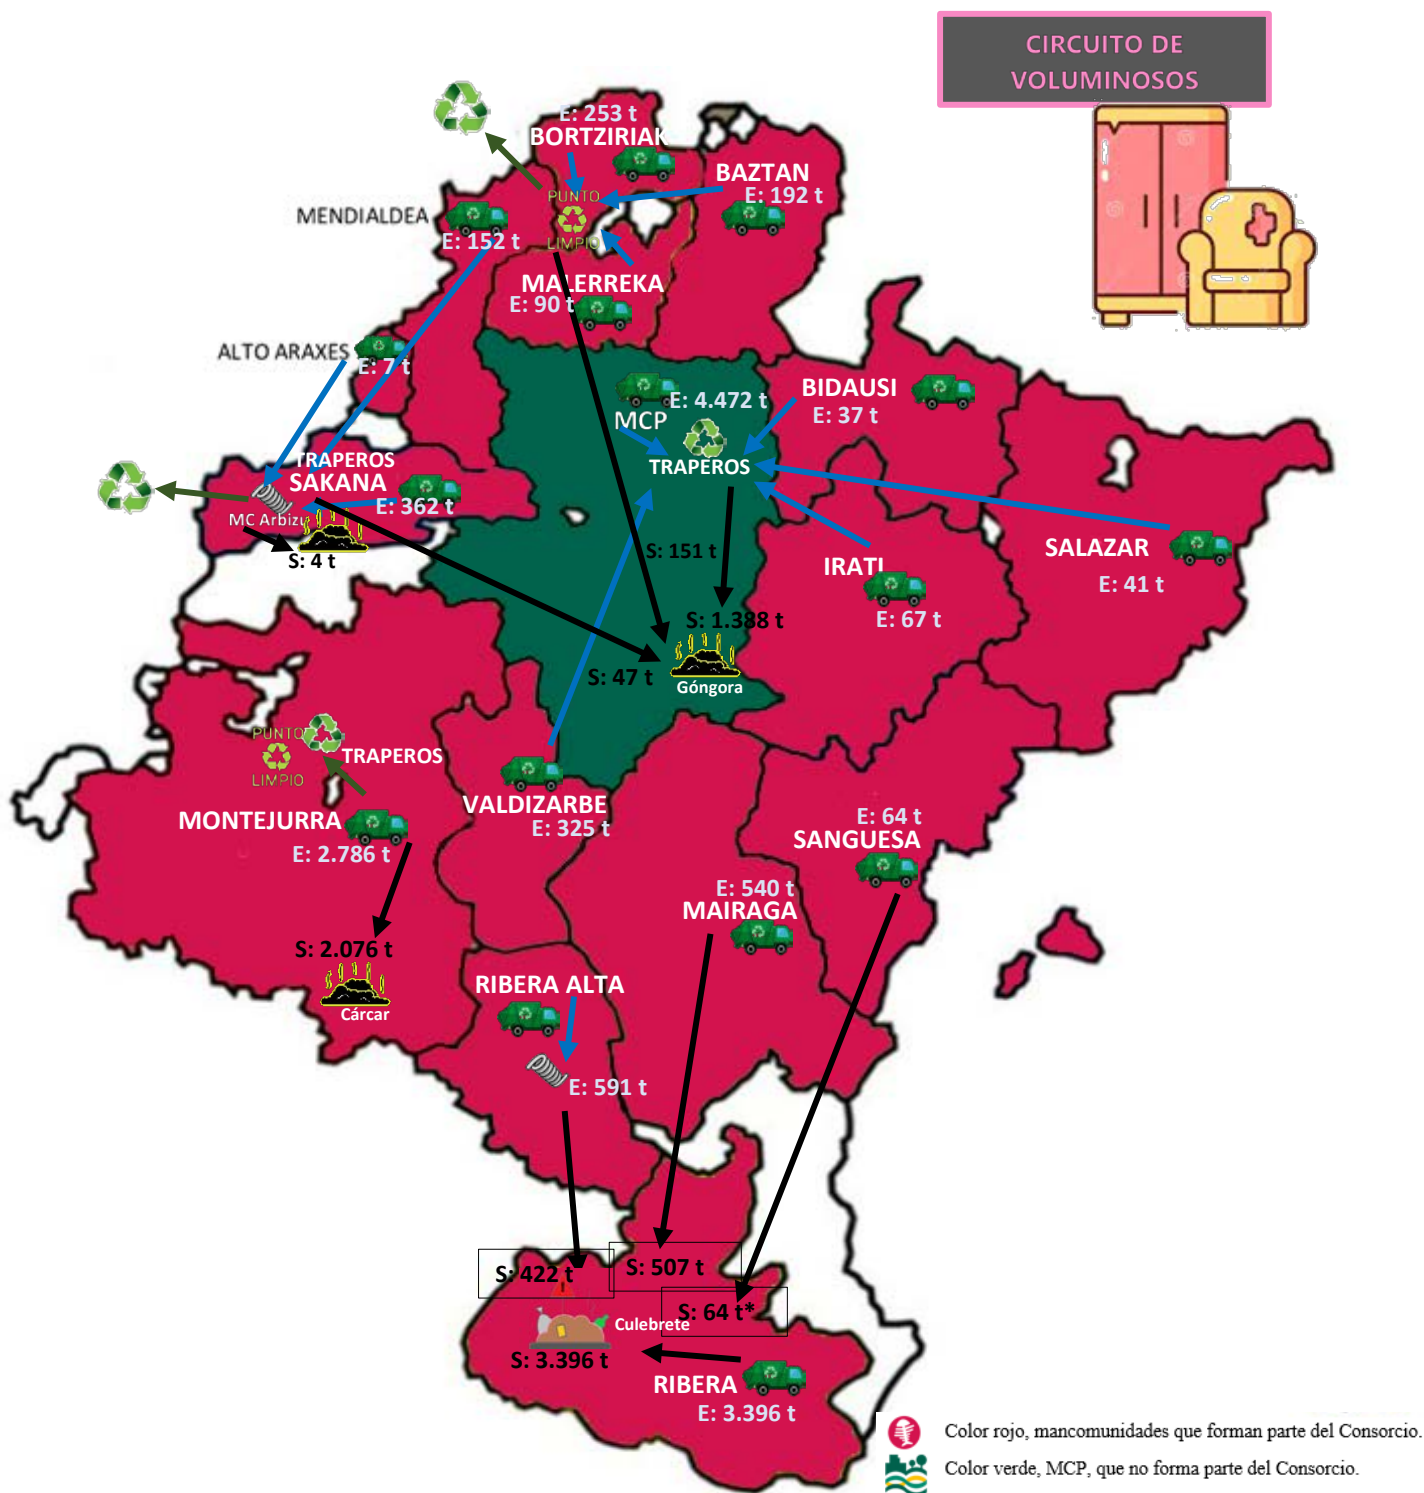 CIRCUITO DE
VOLUMINOSOS
E: 253 t
BORTZIRIAK
BAZTAN
E: 192 t
PUNTO
LIMPIO
MENDIALDEA
E: 152 t
MALERREKA
E: 90 t
ALTO ARAXES
E: 7 t
BIDAUSI
E: 37 t
E: 4.472 t
MCP
TRAPEROS
TRAPEROS
SAKANA
E: 362 t
MC Arbizu
S: 4 t
S: 151 t
SALAZAR
E: 41 t
IRATI
E: 67 t
S: 1.388 t
S: 47 t
Góngora
PUNTO
LIMPIO
TRAPEROS
MONTEJURRA
E: 2.786 t
VALDIZARBE
E: 325 t
E: 64 t
SANGUESA
E: 540 t
MAIRAGA
S: 2.076 t
Cárcar
RIBERA ALTA
E: 591 t
S: 422 t
S: 507 t
S: 64 t*
Culebrete
S: 3.396 t
RIBERA
E: 3.396 t
Color rojo, mancomunidades que forman parte del Consorcio.
Color verde, MCP, que no forma parte del Consorcio.